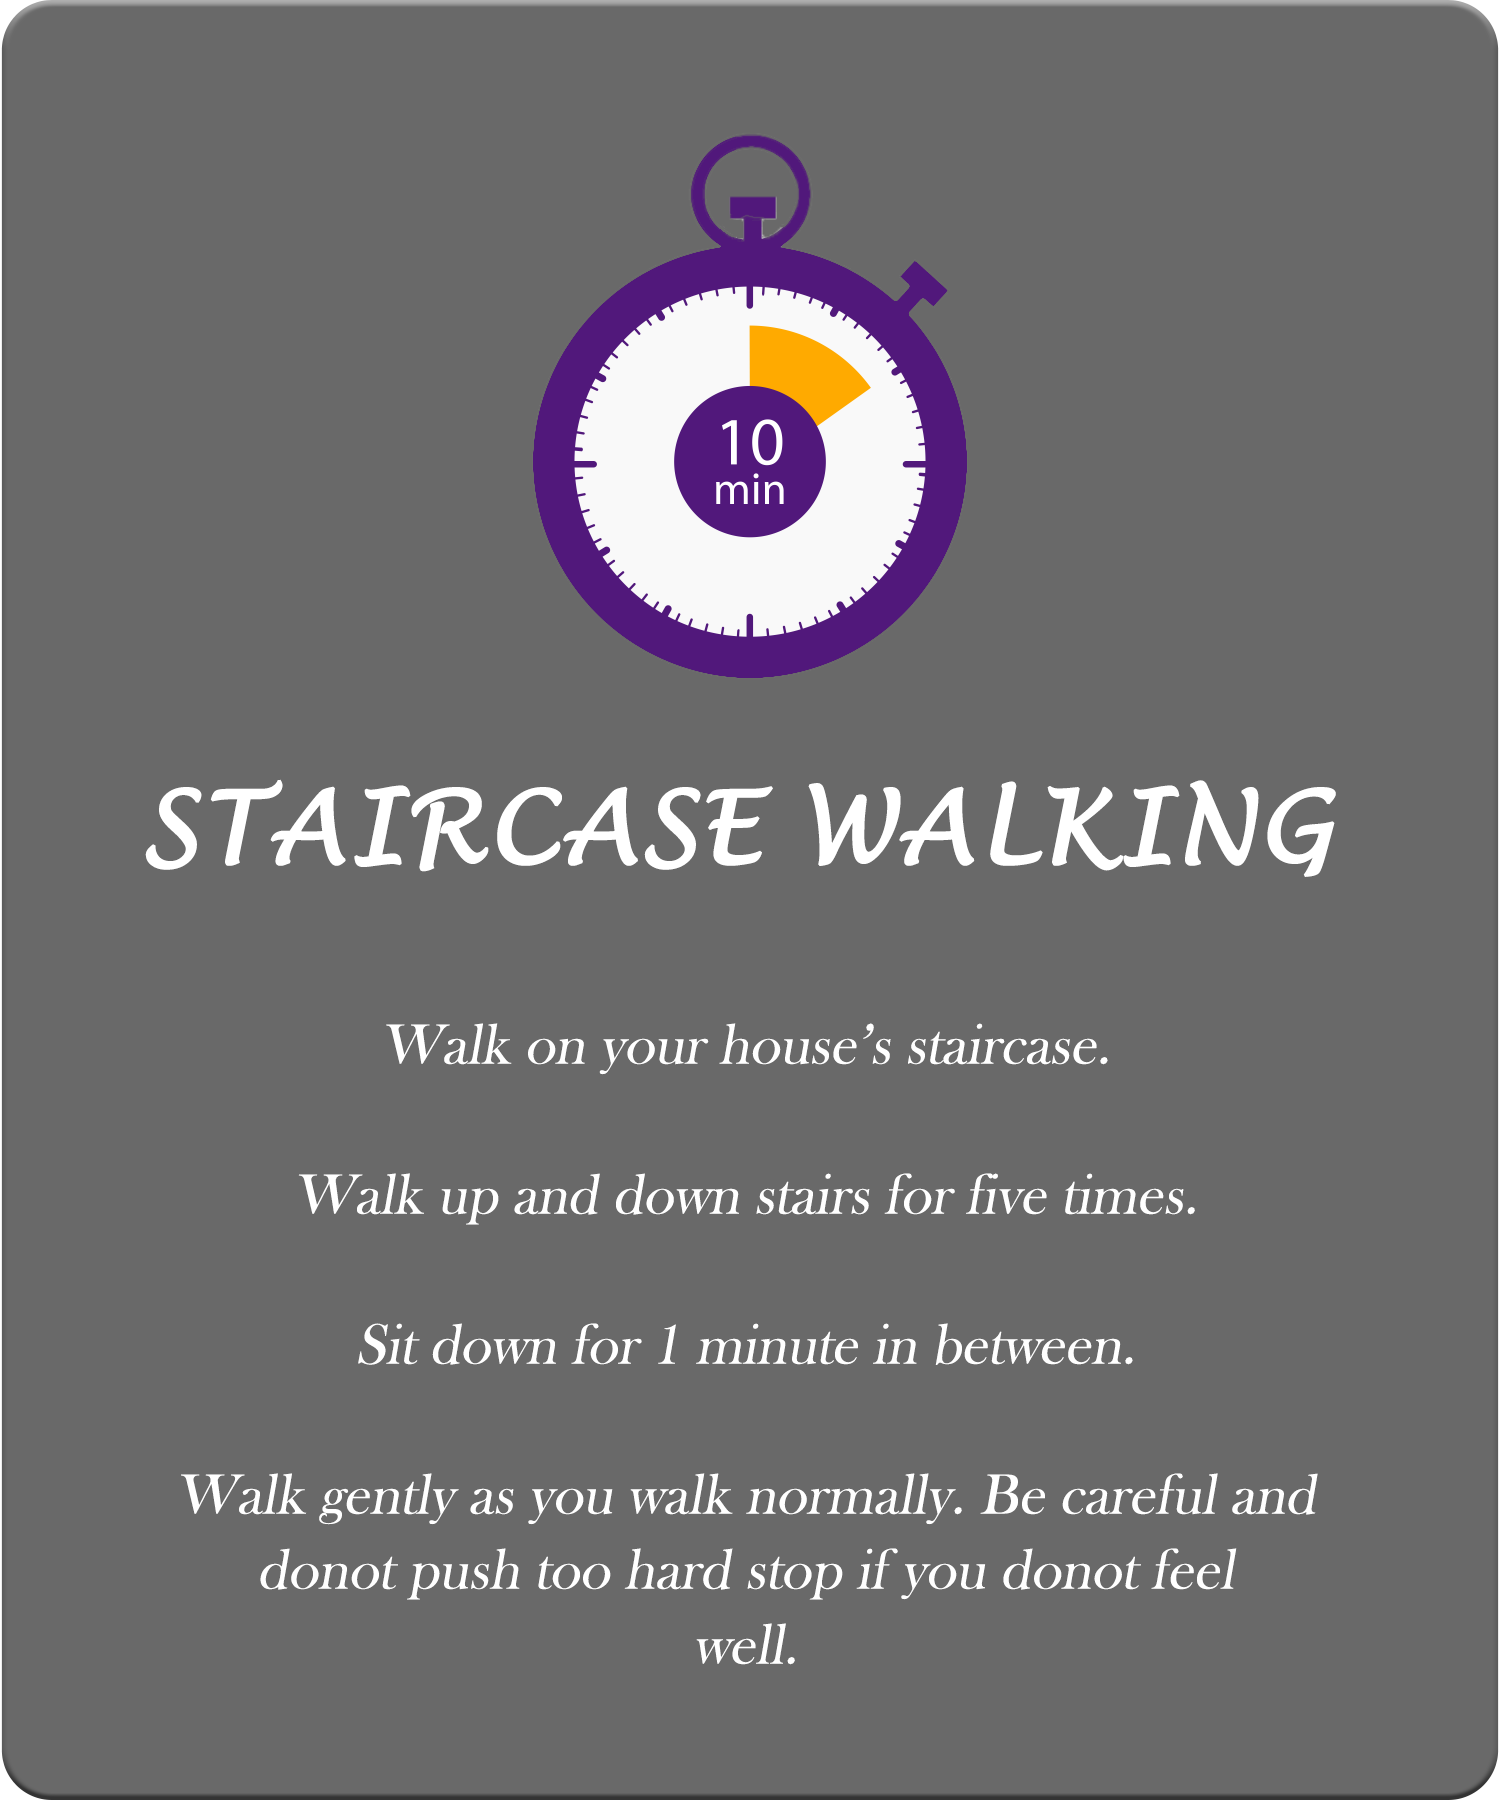 10
min
STAIRCASE WALKING
Walk on your house’s staircase.
Walk up and down stairs for five times.
Sit down for 1 minute in between.
Walk gently as you walk normally. Be careful and
donot push too hard stop if you donot feel
well.